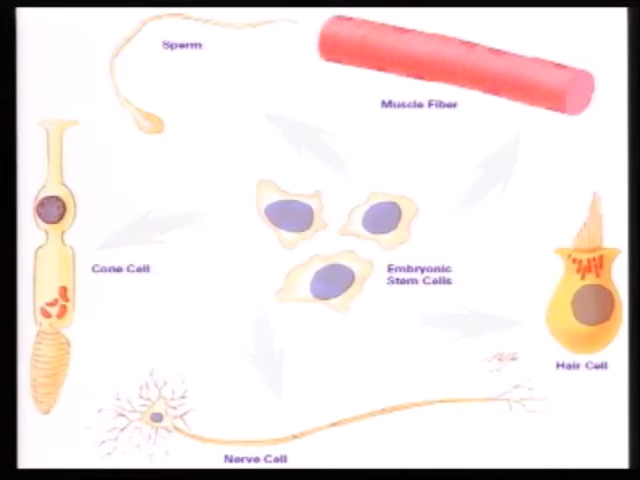 Sperm
Muscle Fiber
Cone Cell
Embryonic
Stem Cells
Hair Cell
Nerve Cell